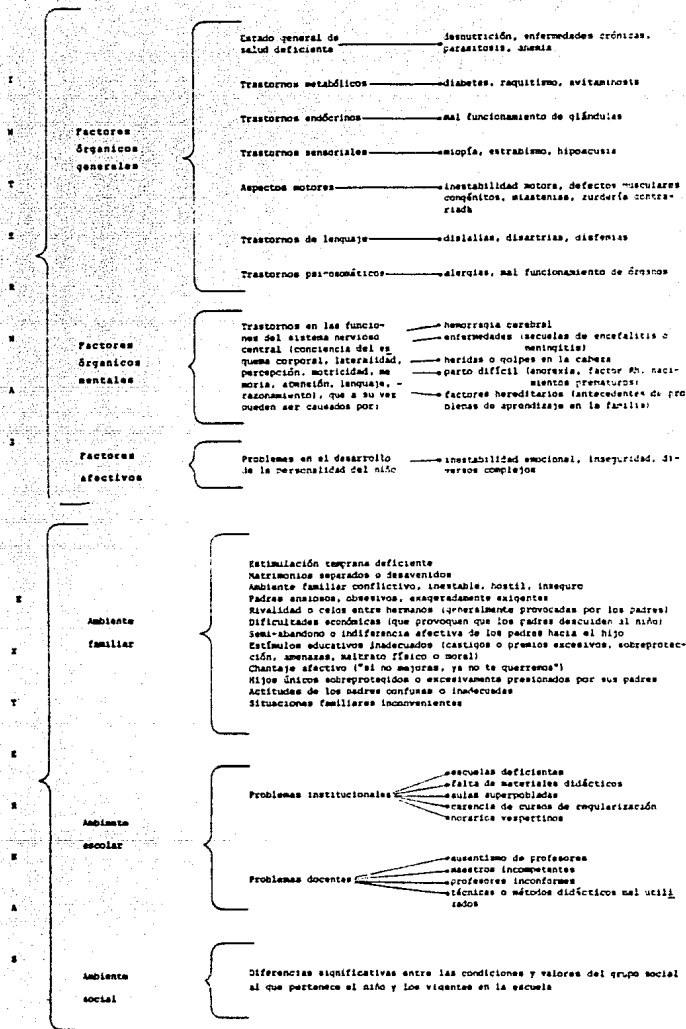 INTERNAS
Factores
órganicos
generales
Estado general de
salud deficiente
desnutrición, enfermedades crónicas,
parasitosis, anemia
Trastornos metabólicos
diabetes, raquitismo, avitaminosis
Trastornos endócrinos
mal funcionamiento de glándulas
Trastornos sensoriales
miopía, estrabismo, hipoacusia
Aspectos motores
inestabilidad motora, defectos musculares
congénitos, miastenias, zurdería contra-
riada
Trastornos de lenguaje
dislalias, disartrias, disfemias
Trastornos psicosomáticos
alergias, mal funcionamiento de órganos
Factores
órganicos
mentales
Trastornos en las funcio-
nes del sistema nervioso
central (conciencia del es
quema corporal, lateralidad,
percepción, motricidad, me
moria, atención, lenguaje, -
razonamiento), que a su vez
pueden ser causados por:
hemorragia cerebral
enfermedades (secuelas de encefalitis o
meningitis)
heridas o golpes en la cabeza
parto difícil (anorexia, factor Rh, naci-
mientos prematuros)
factores hereditarios (antecedentes de pro
blemas de aprendizaje en la familia)
Factores
afectivos
Problemas en el desarrollo
de la personalidad del niño
inestabilidad emocional, inseguridad, di-
versos complejos
EXTERNAS
Ambiente
familiar
Estimulación temprana deficiente
Matrimonios separados o desavenidos
Ambiente familiar conflictivo, inestable, hostil, inseguro
Padres ansiosos, obsesivos, exageradamente exigentes
Rivalidad o celos entre hermanos (generalmente provocadas por los padres)
Dificultades económicas (que provoquen que los padres descuiden al niño)
Semi-abandono o indiferencia afectiva de los padres hacia el hijo
Estímulos educativos inadecuados (castigos o premios excesivos, sobreprotec-
ción, amenazas, maltrato físico o moral)
Chantaje afectivo ("si no mejoras, ya no te querremos")
Hijos únicos sobreprotegidos o excesivamente presionados por sus padres
Actitudes de los padres confusas o inadecuadas
Situaciones familiares inconvenientes
Ambiente
escolar
Problemas institucionales
escuelas deficientes
falta de materiales didácticos
aulas superpobladas
carencia de cursos de regularización
horarios vespertinos
Problemas docentes
ausentismo de profesores
maestros incompetentes
profesores inconformes
técnicas o métodos didácticos mal utili
zados
Ambiente
social
Diferencias significativas entre las condiciones y valores del grupo social
al que pertenece el niño y los vigentes en la escuela